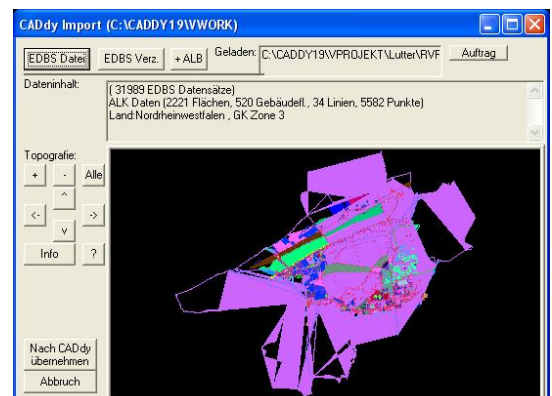 CADdy Import (C:\CADDY19\VWORK)
EDBS Datei EDBS Verz. + ALB Geladen: C:\CADDY19\VPROJEKT\Lutter\RVF Auftrag
Dateninhalt: ( 31989 EDBS Datensätze)
ALK Daten (2221 Flächen, 520 Gebäudefl., 34 Linien, 5582 Punkte)
Land:Nordrheinwestfalen , GK Zone 3
Topografie:
+ - Alle
^
<- ->
v
Info ?
Nach CADdy
übernehmen
Abbruch